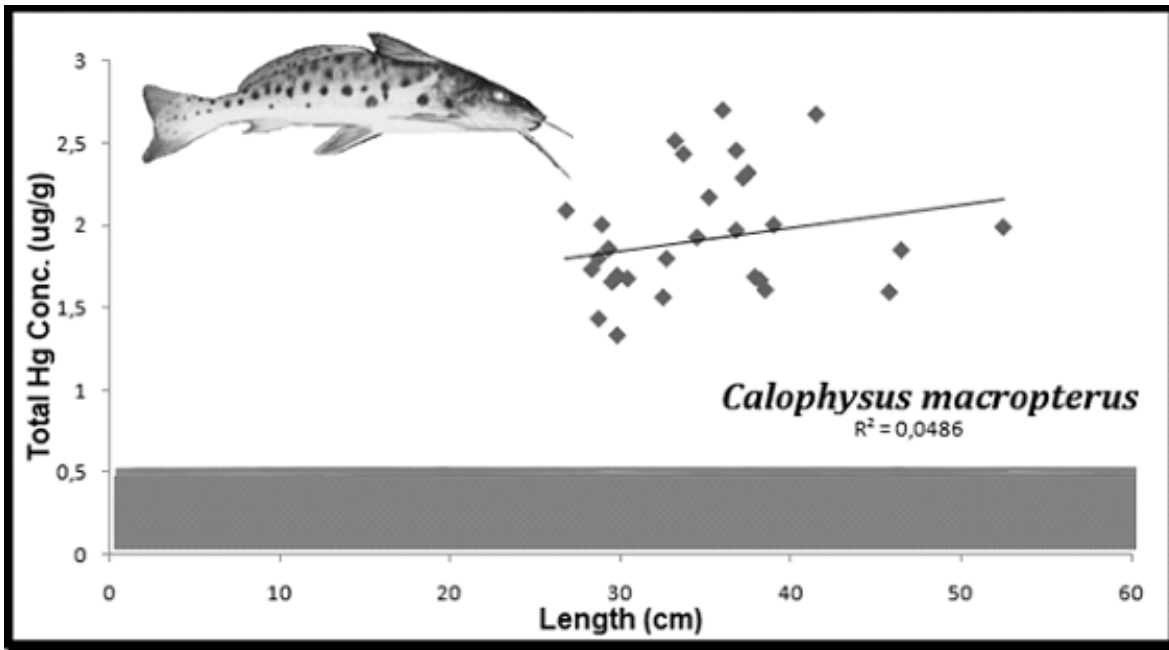 3
2,5
2
1,5
1
0,5
0
Total Hg Conc. (ug/g)
Calophysus macropterus
R² = 0,0486
0 10 20 30 40 50 60
Length (cm)